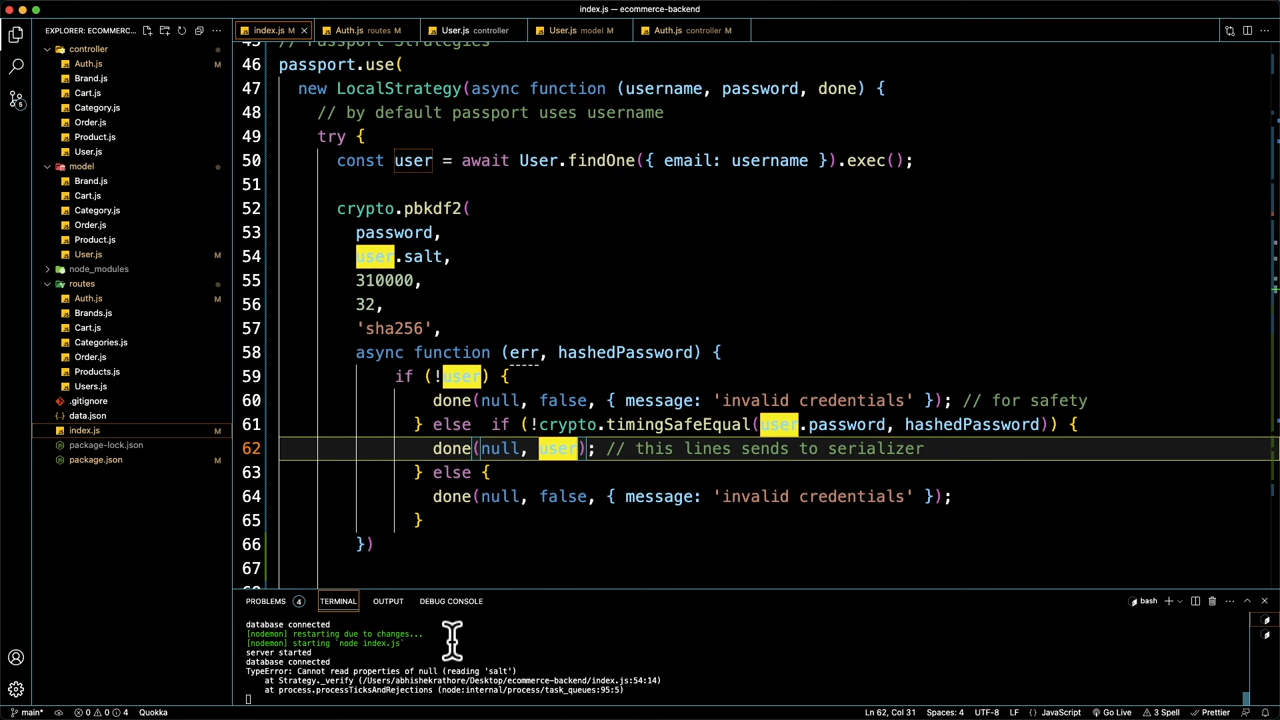 index.js — ecommerce-backend
EXPLORER: ECOMMERC...
index.js M
Auth.js routes M
User.js controller
User.js model M
Auth.js controller M
controller
Auth.js M
Brand.js
Cart.js
Category.js
Order.js
Product.js
User.js
model
Brand.js
Cart.js
Category.js
Order.js
Product.js
User.js M
node_modules
routes
Auth.js M
Brands.js
Cart.js
Categories.js
Order.js
Products.js
Users.js
.gitignore
data.json
index.js M
package-lock.json
package.json M
45 // Passport Strategies
46 passport.use(
47 new LocalStrategy(async function (username, password, done) {
48 // by default passport uses username
49 try {
50 const user = await User.findOne({ email: username }).exec();
51
52 crypto.pbkdf2(
53 password,
54 user.salt,
55 310000,
56 32,
57 'sha256',
58 async function (err, hashedPassword) {
59 if (!user) {
60 done(null, false, { message: 'invalid credentials' }); // for safety
61 } else if (!crypto.timingSafeEqual(user.password, hashedPassword)) {
62 done(null, user); // this lines sends to serializer
63 } else {
64 done(null, false, { message: 'invalid credentials' });
65 }
66 })
67
PROBLEMS 4 TERMINAL OUTPUT DEBUG CONSOLE
bash
database connected
[nodemon] restarting due to changes...
[nodemon] starting `node index.js`
server started
database connected
TypeError: Cannot read properties of null (reading 'salt')
at Strategy._verify (/Users/abhishekrathore/Desktop/ecommerce-backend/index.js:54:14)
at process.processTicksAndRejections (node:internal/process/task_queues:95:5)
5
main* 0 0 4 Quokka
Ln 62, Col 31 Spaces: 4 UTF-8 LF JavaScript Go Live 3 Spell Prettier